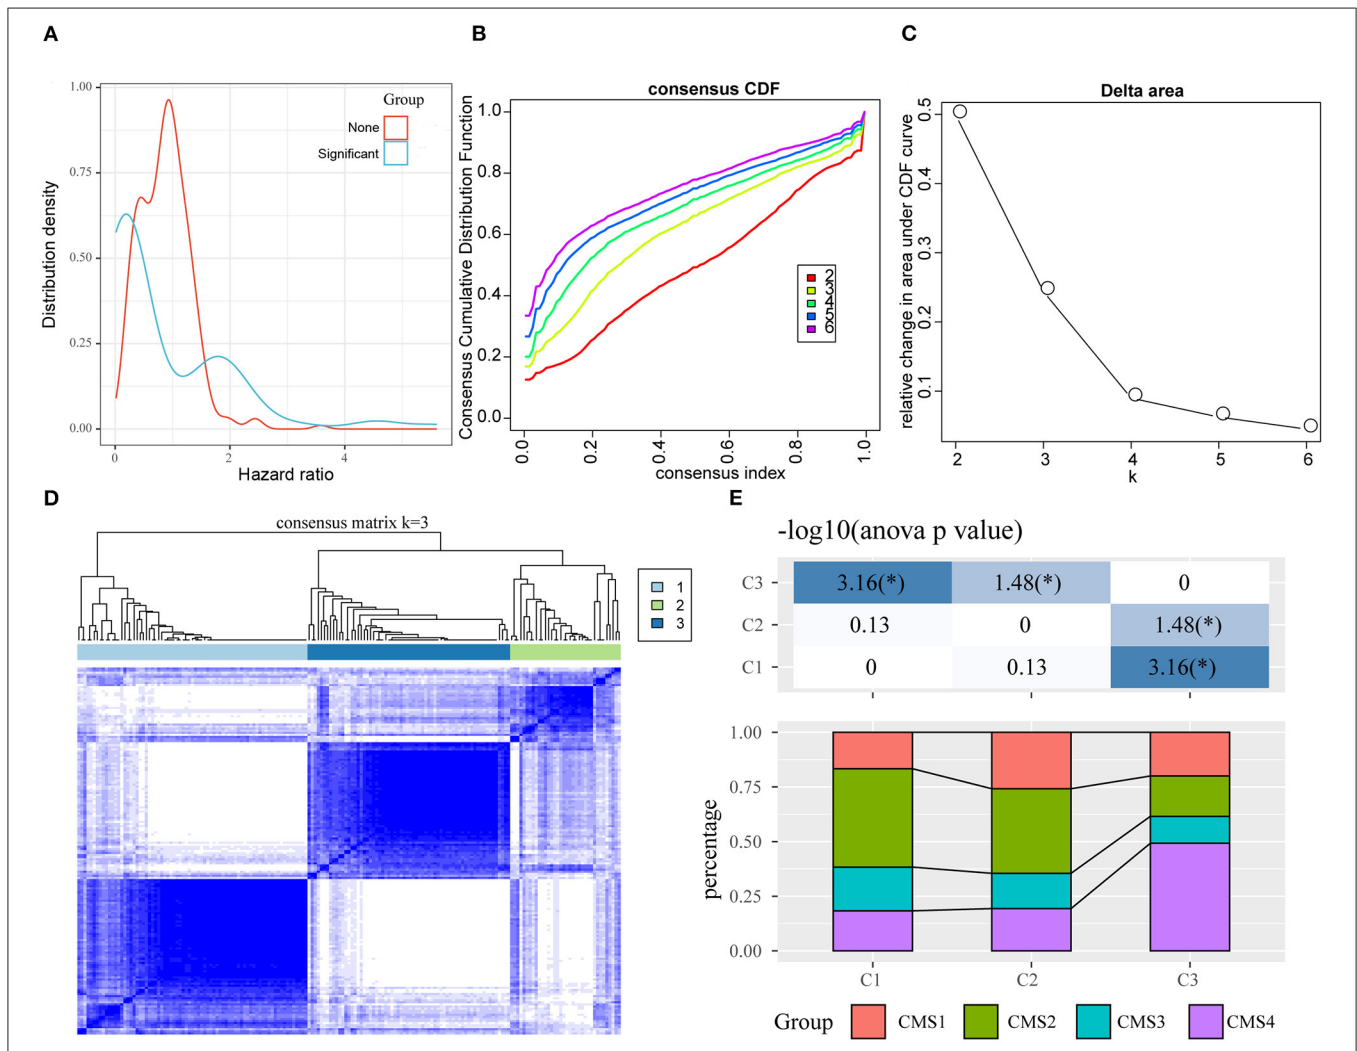 A
B
C
Group
None
Significant
1.00
0.75
0.50
0.25
0.00
Distribution density
0
2
4
Hazard ratio
consensus CDF
1.0
0.8
0.6
0.4
0.2
0.0
Consensus Cumulative Distribution Function
2
3
4
5
6
0.0
0.2
0.4
0.6
0.8
1.0
consensus index
Delta area
0.5
0.4
0.3
0.2
0.1
relative change in area under CDF curve
2
3
4
5
6
k
D
E
consensus matrix k=3
1
2
3
-log10(anova p value)
C3
3.16(*)
1.48(*)
0
C2
0.13
0
1.48(*)
C1
0
0.13
3.16(*)
1.00
0.75
0.50
0.25
0.00
percentage
C1
C2
C3
Group
CMS1
CMS2
CMS3
CMS4